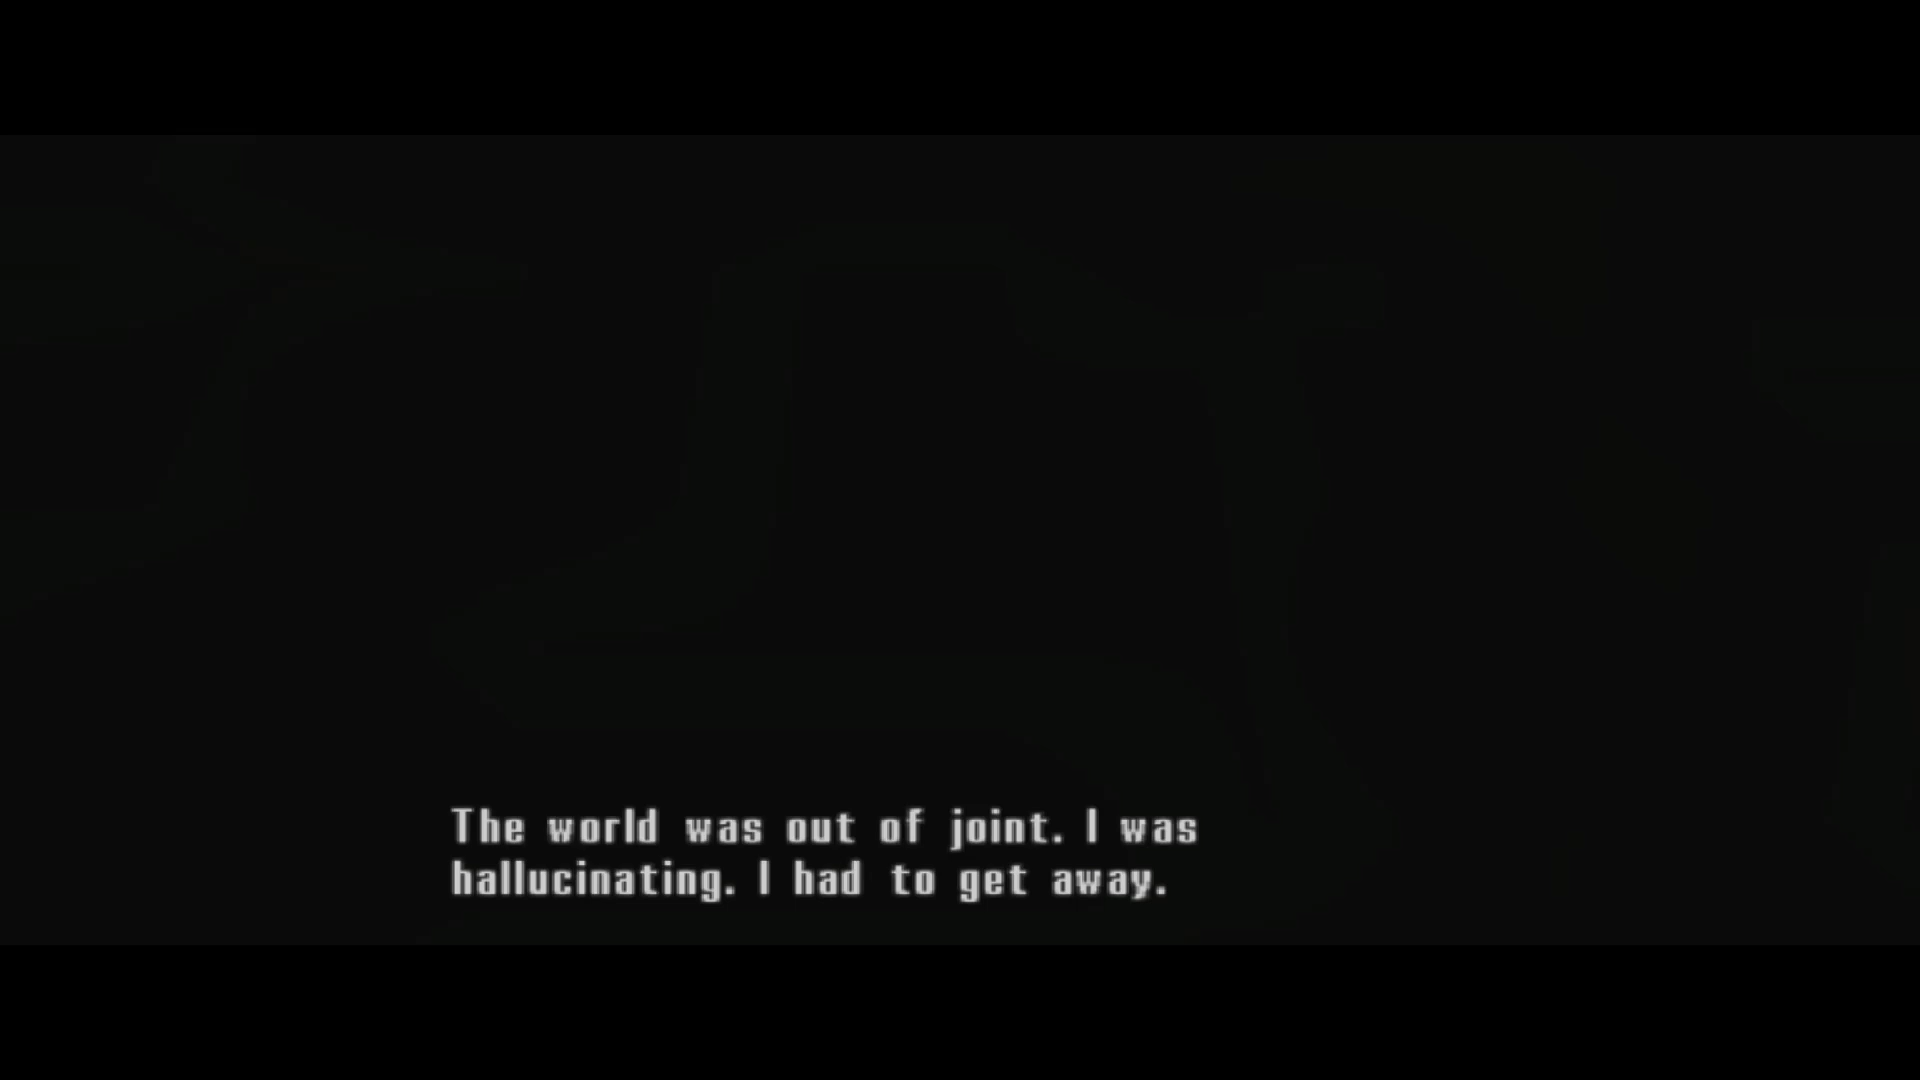 The world was out of joint. I was
hallucinating. I had to get away.